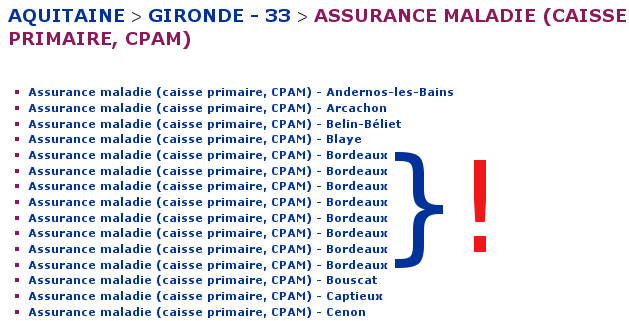 AQUITAINE > GIRONDE - 33 > ASSURANCE MALADIE (CAISSE
PRIMAIRE, CPAM)
Assurance maladie (caisse primaire, CPAM) - Andernos-les-Bains
Assurance maladie (caisse primaire, CPAM) - Arcachon
Assurance maladie (caisse primaire, CPAM) - Belin-Béliet
Assurance maladie (caisse primaire, CPAM) - Blaye
Assurance maladie (caisse primaire, CPAM) - Bordeaux
Assurance maladie (caisse primaire, CPAM) - Bordeaux
Assurance maladie (caisse primaire, CPAM) - Bordeaux
Assurance maladie (caisse primaire, CPAM) - Bordeaux
Assurance maladie (caisse primaire, CPAM) - Bordeaux
Assurance maladie (caisse primaire, CPAM) - Bordeaux
Assurance maladie (caisse primaire, CPAM) - Bordeaux
Assurance maladie (caisse primaire, CPAM) - Bordeaux
} !
Assurance maladie (caisse primaire, CPAM) - Bouscat
Assurance maladie (caisse primaire, CPAM) - Captieux
Assurance maladie (caisse primaire, CPAM) - Cenon